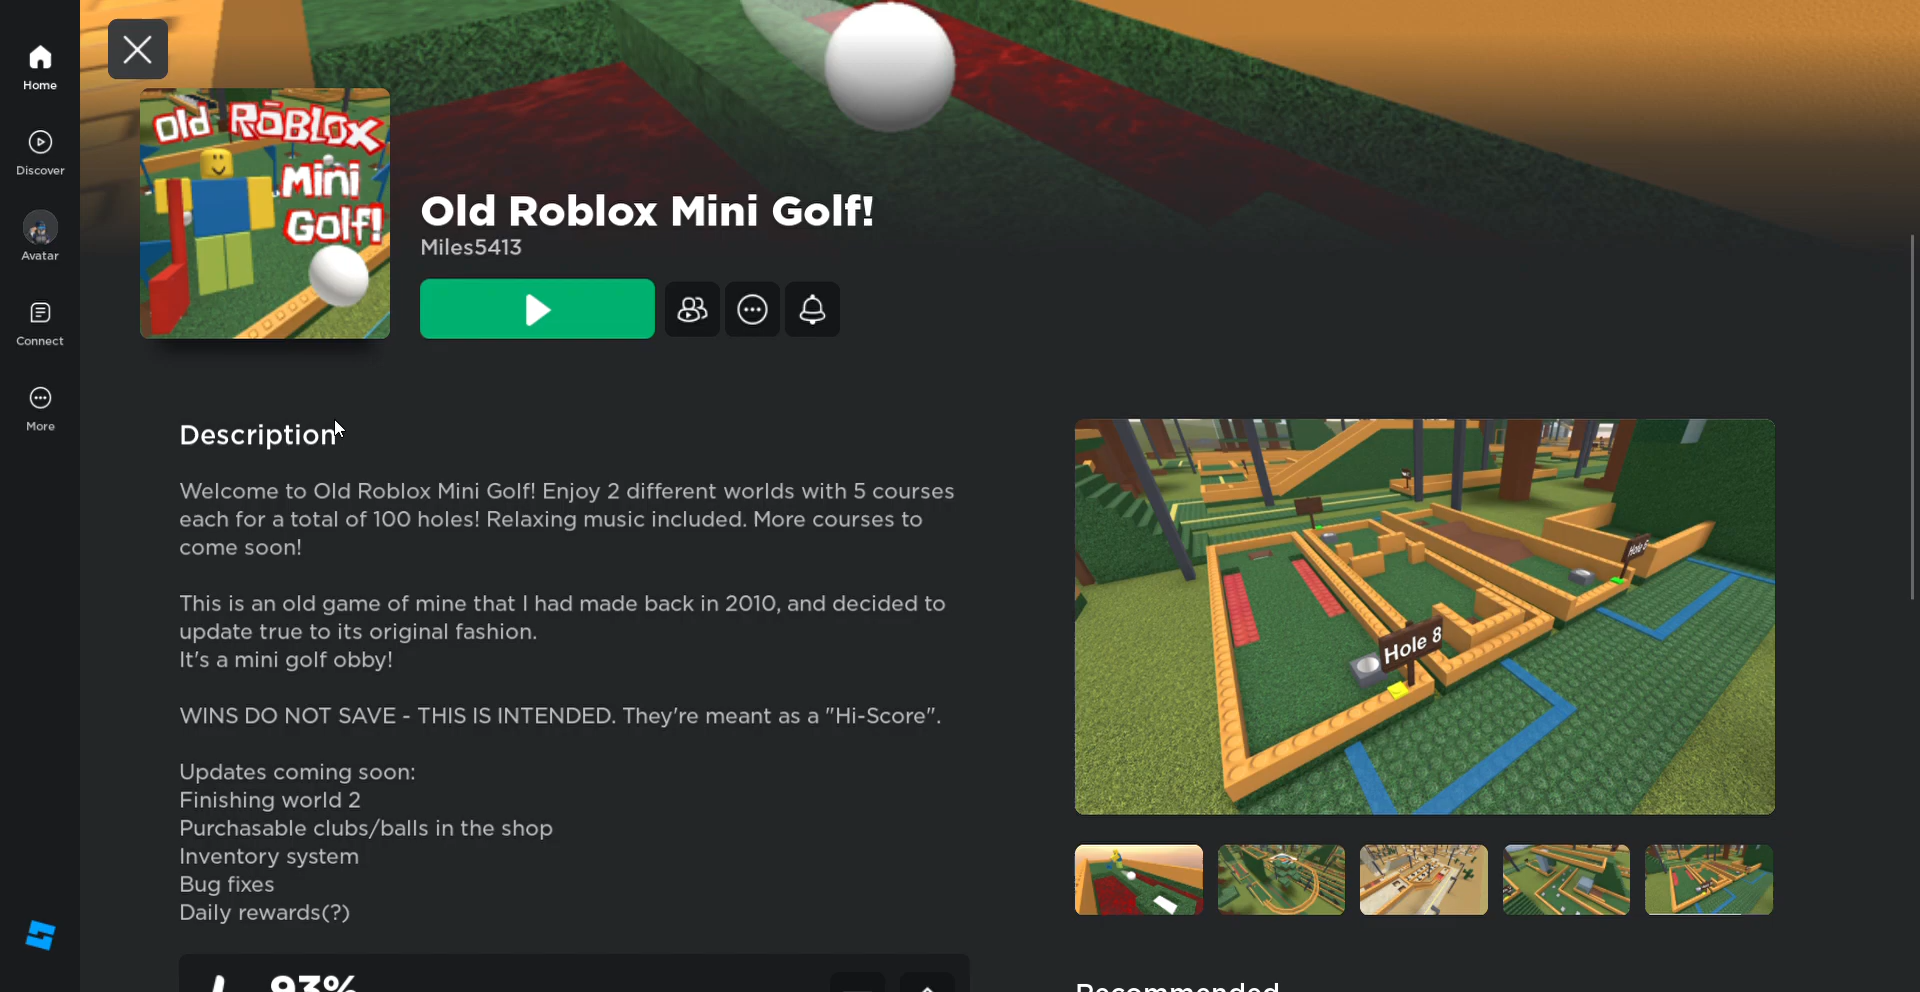 Home
Discover
Avatar
Connect
More
Old RŌBLOX
Mini
Golf!
Old Roblox Mini Golf!
Miles5413
Description
Welcome to Old Roblox Mini Golf! Enjoy 2 different worlds with 5 courses
each for a total of 100 holes! Relaxing music included. More courses to
come soon!
This is an old game of mine that I had made back in 2010, and decided to
update true to its original fashion.
It's a mini golf obby!
WINS DO NOT SAVE - THIS IS INTENDED. They're meant as a "Hi-Score".
Updates coming soon:
Finishing world 2
Purchasable clubs/balls in the shop
Inventory system
Bug fixes
Daily rewards(?)
93%
Hole 8
Recommended